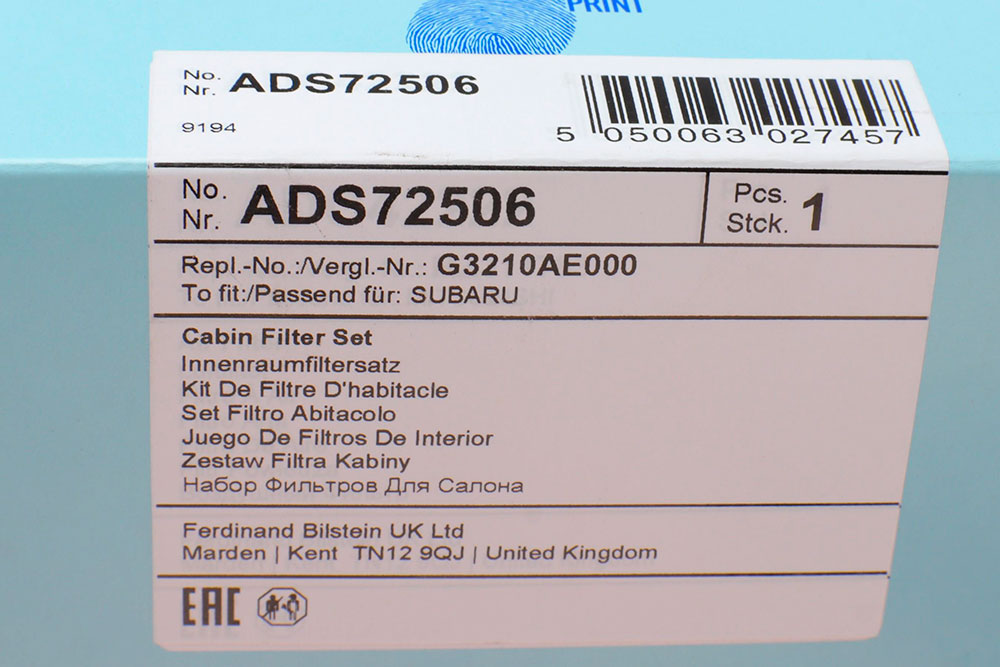 PRINT
No.
Nr. ADS72506
9194
5 050063 027457
No.
Nr. ADS72506
Pcs.
Stck. 1
Repl.-No.:/Vergl.-Nr.: G3210AE000
To fit:/Passend für: SUBARU
Cabin Filter Set
Innenraumfiltersatz
Kit De Filtre D'habitacle
Set Filtro Abitacolo
Juego De Filtros De Interior
Zestaw Filtra Kabiny
Набор Фильтров Для Салона
Ferdinand Bilstein UK Ltd
Marden | Kent TN12 9QJ | United Kingdom
EAC